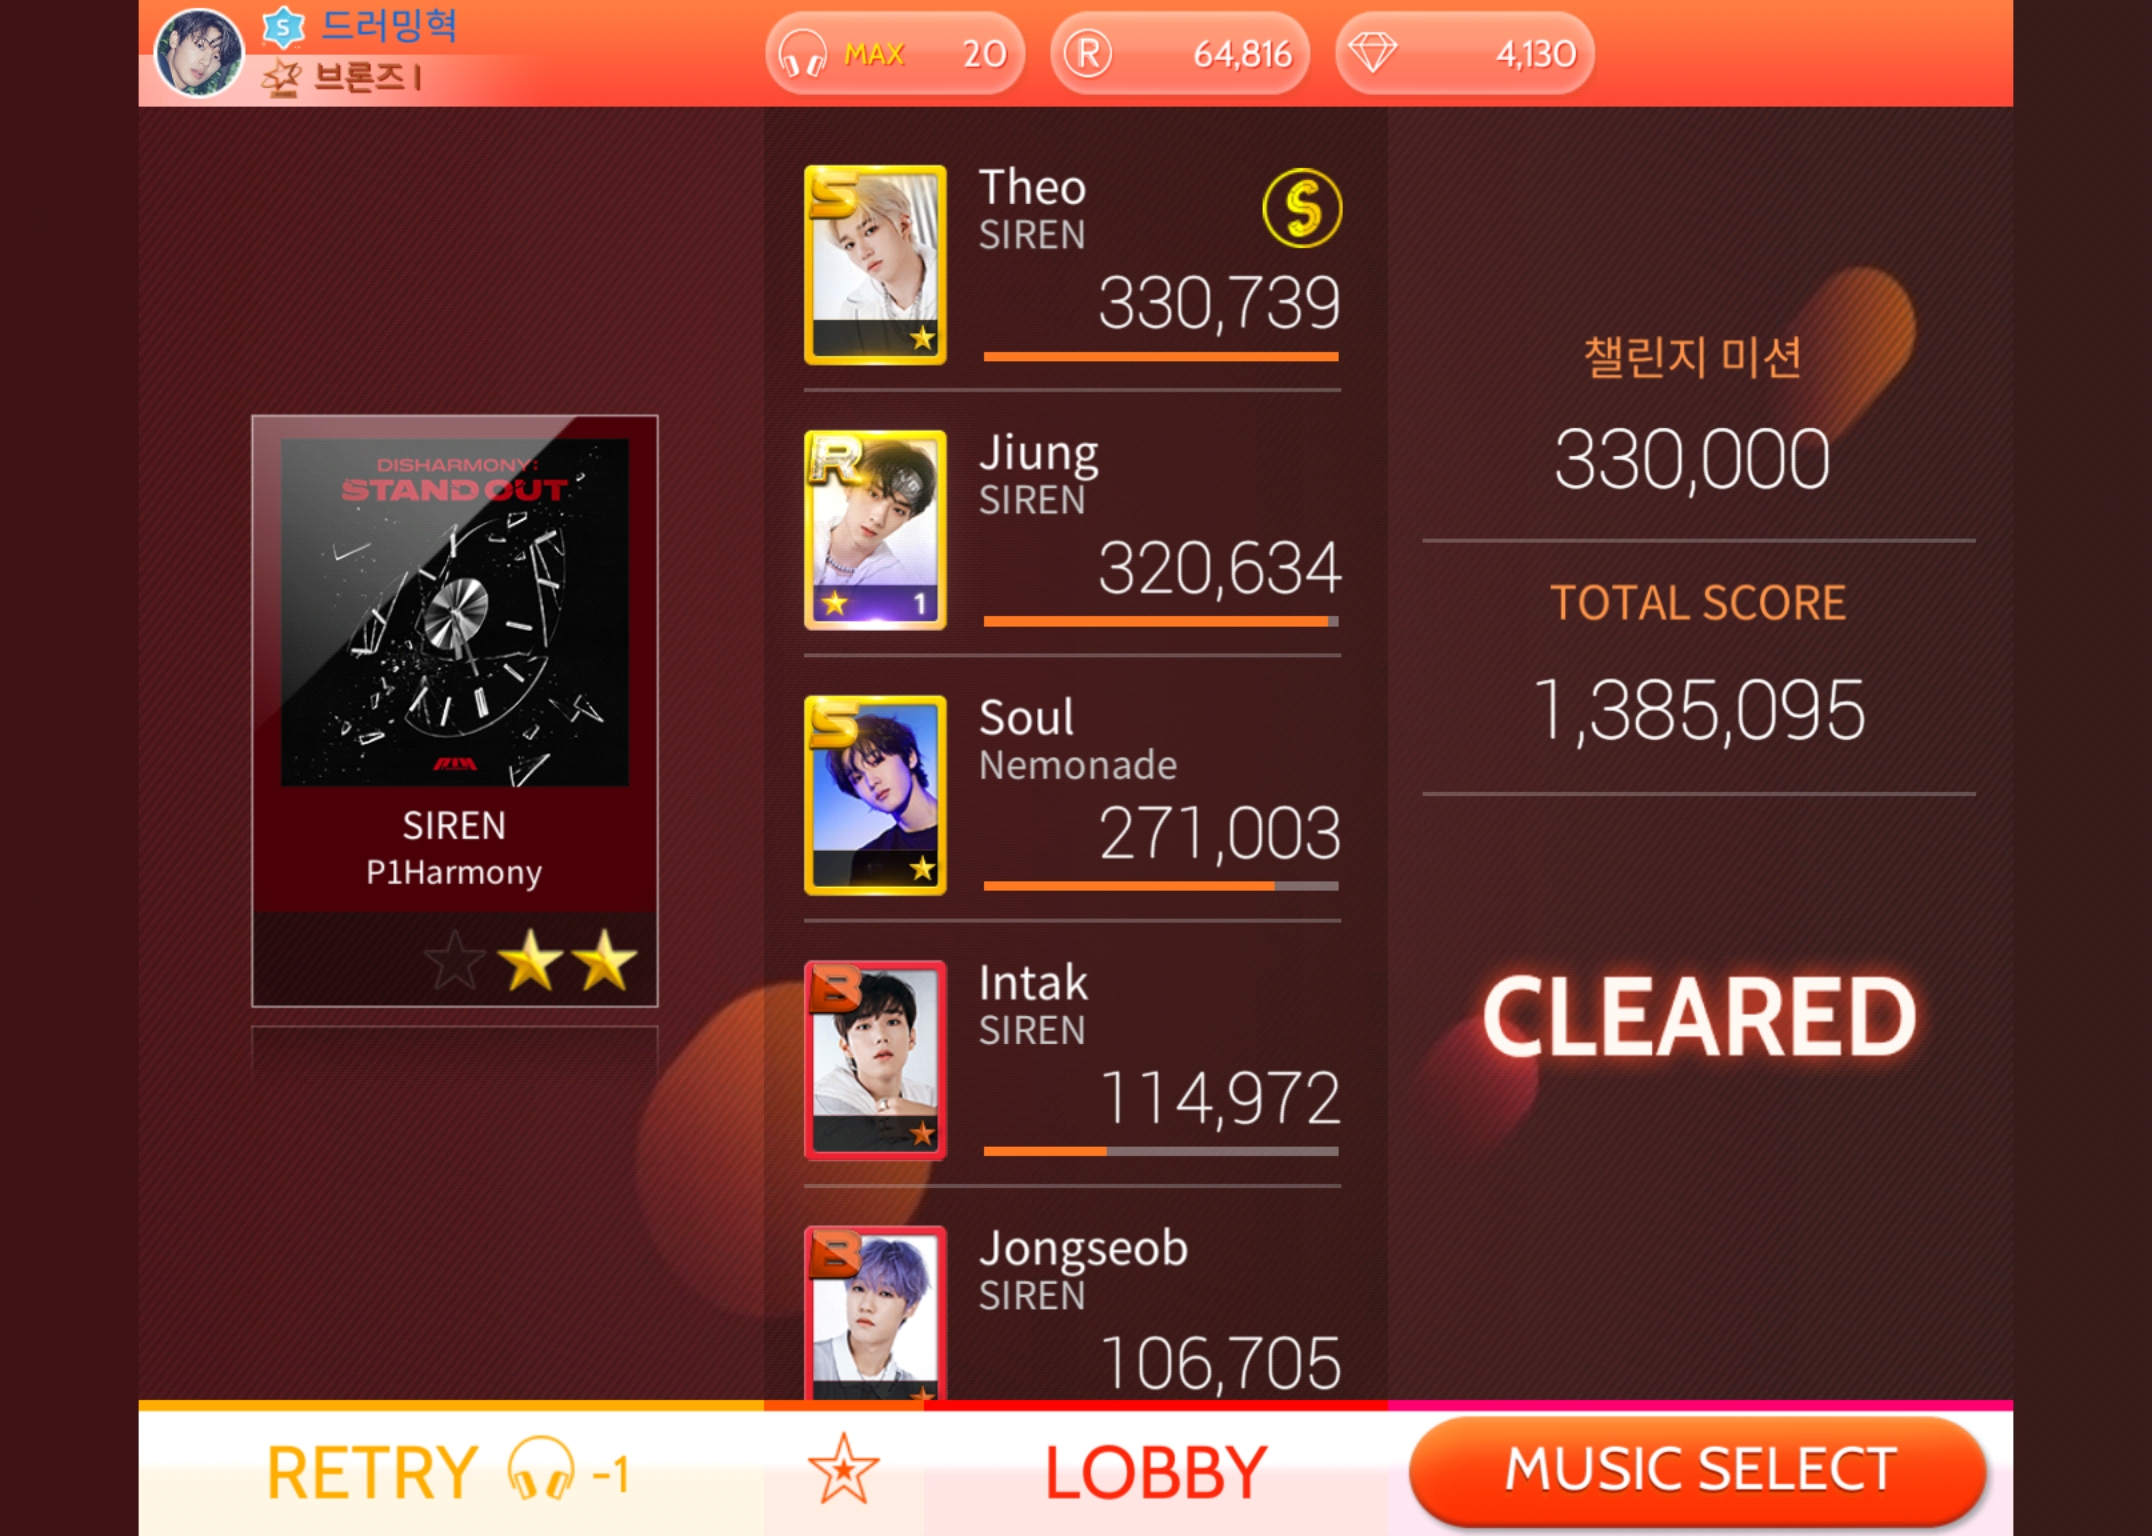 S 드러밍혁
브론즈 I
MAX 20
R 64,816
4,130
DISHARMONY:
STAND OUT
P1H
SIREN
P1Harmony
S
Theo
SIREN
S
330,739
R
Jiung
SIREN
320,634
1
S
Soul
Nemonade
271,003
B
Intak
SIREN
114,972
B
Jongseob
SIREN
106,705
챌린지 미션
330,000
TOTAL SCORE
1,385,095
CLEARED
RETRY -1
LOBBY
MUSIC SELECT